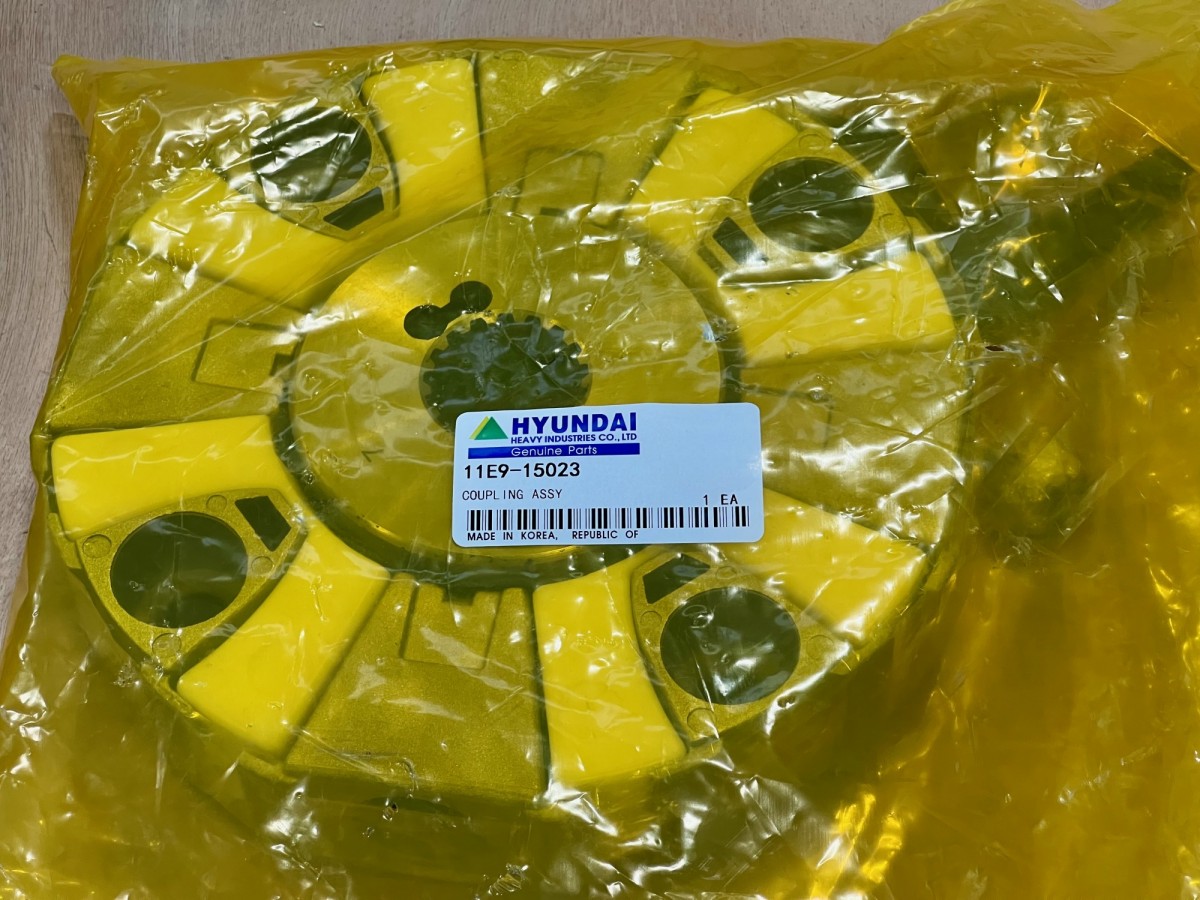 HYUNDAI
HEAVY INDUSTRIES CO., LTD
Genuine Parts
11E9-15023
COUPLING ASSY 1 EA
MADE IN KOREA, REPUBLIC OF